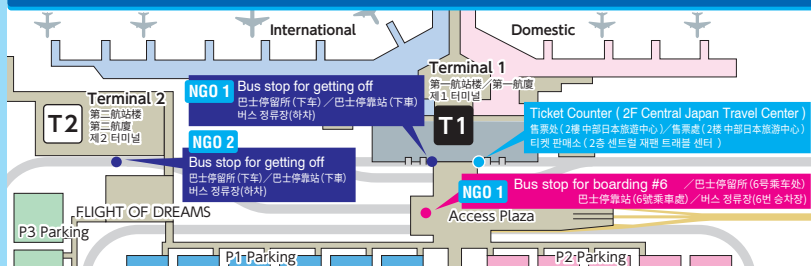 International
Domestic
Terminal 1
第一航站楼／第一航廈
제1 터미널
T1
Terminal 2
第二航站楼
第二航廈
제2 터미널
T2
NGO 1 Bus stop for getting off
巴士停留所（下车）／巴士停靠站（下車）
버스 정류장(하차)
NGO 2
Bus stop for getting off
巴士停留所（下车）／巴士停靠站（下車）
버스 정류장(하차)
Ticket Counter ( 2F Central Japan Travel Center )
售票处（2楼 中部日本旅游中心）／售票處（2樓 中部日本旅游中心）
티켓 판매소（2층 센트럴 재팬 트래블 센터 ）
NGO 1 Bus stop for boarding #6 ／巴士停留所（6号乘车处）
巴士停靠站（6號乘車處）／버스 정류장(6번 승차장)
Access Plaza
FLIGHT OF DREAMS
P3 Parking
P1 Parking
P2 Parking